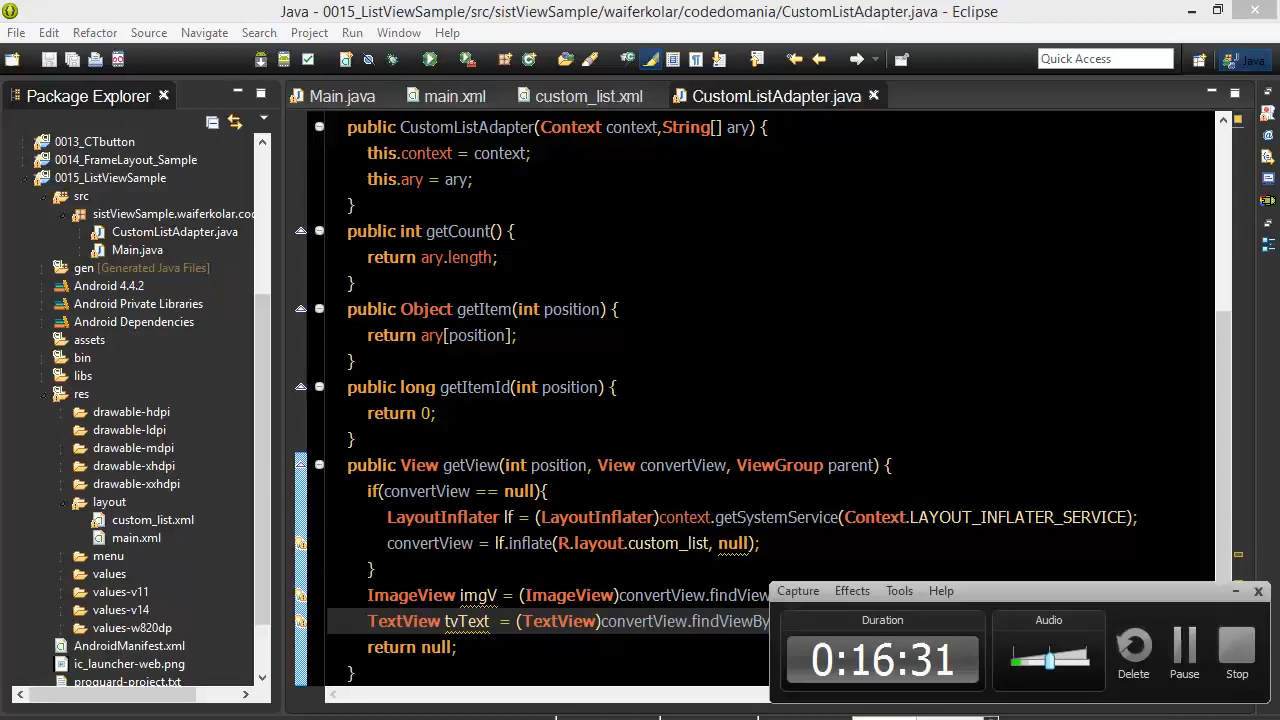 Java - 0015_ListViewSample/src/sistViewSample/waiferkolar/codedomania/CustomListAdapter.java - Eclipse
File Edit Refactor Source Navigate Search Project Run Window Help
Quick Access
Java
Package Explorer
Main.java main.xml custom_list.xml CustomListAdapter.java
0013_CTbutton
0014_FrameLayout_Sample
0015_ListViewSample
src
sistViewSample.waiferkolar.co
CustomListAdapter.java
Main.java
gen [Generated Java Files]
Android 4.4.2
Android Private Libraries
Android Dependencies
assets
bin
libs
res
drawable-hdpi
drawable-ldpi
drawable-mdpi
drawable-xhdpi
drawable-xxhdpi
layout
custom_list.xml
main.xml
menu
values
values-v11
values-v14
values-w820dp
AndroidManifest.xml
ic_launcher-web.png
proguard-project.txt
public CustomListAdapter(Context context,String[] ary) {
this.context = context;
this.ary = ary;
}
public int getCount() {
return ary.length;
}
public Object getItem(int position) {
return ary[position];
}
public long getItemId(int position) {
return 0;
}
public View getView(int position, View convertView, ViewGroup parent) {
if(convertView == null){
LayoutInflater lf = (LayoutInflater)context.getSystemService(Context.LAYOUT_INFLATER_SERVICE);
convertView = lf.inflate(R.layout.custom_list, null);
}
ImageView imgV = (ImageView)convertView.findView
TextView tvText = (TextView)convertView.findViewBy
return null;
}
Capture Effects Tools Help
Duration
0:16:31
Audio
Delete Pause Stop